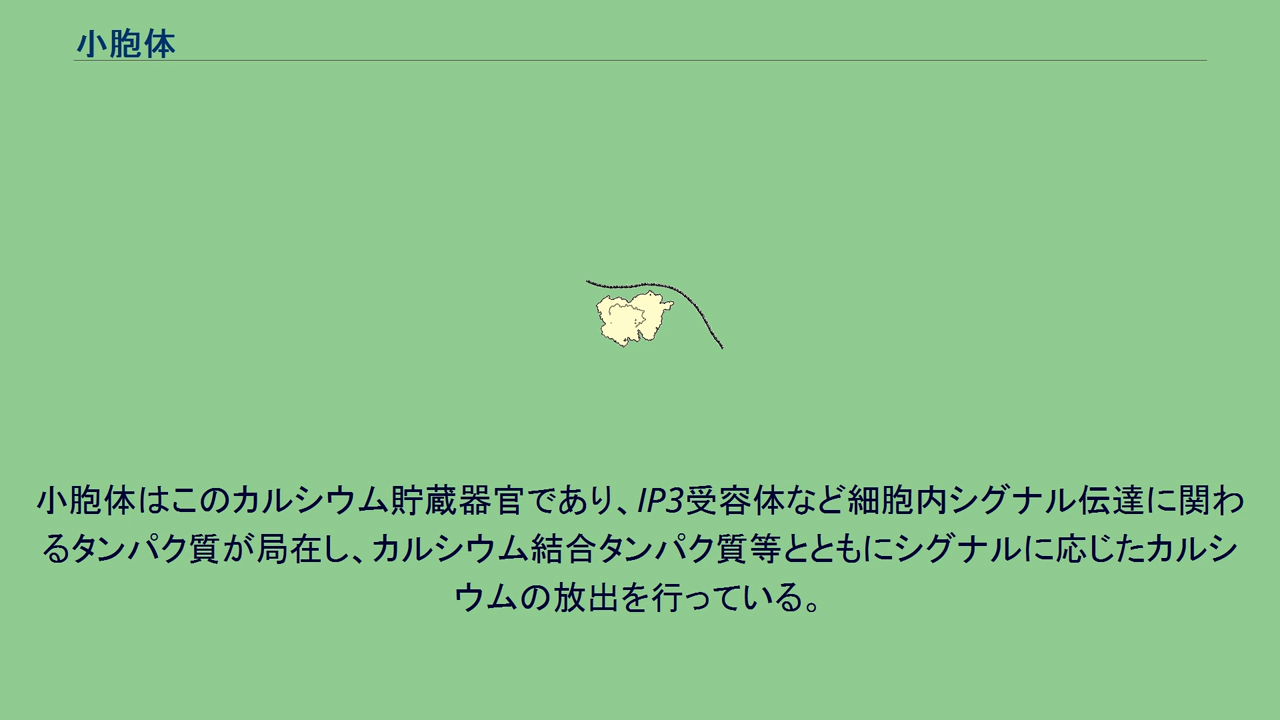 小胞体
小胞体はこのカルシウム貯蔵器官であり、IP3受容体など細胞内シグナル伝達に関わ
るタンパク質が局在し、カルシウム結合タンパク質等とともにシグナルに応じたカルシ
ウムの放出を行っている。